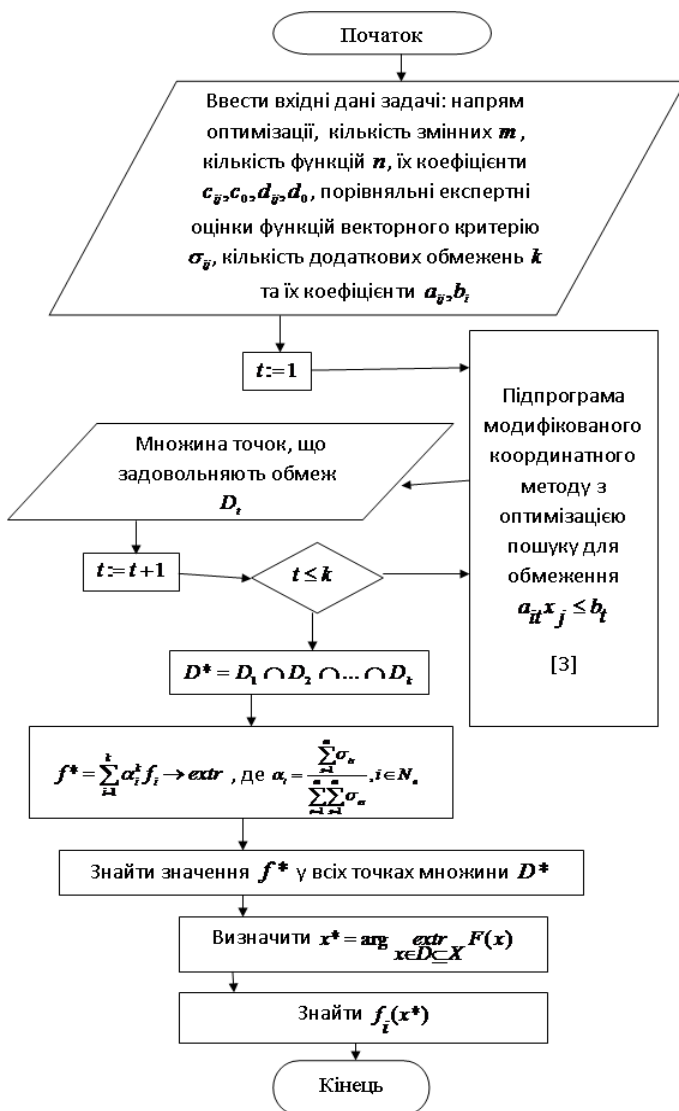 Початок
Ввести вхідні дані задачі: напрям
оптимізації, кількість змінних m ,
кількість функцій n, їх коефіцієнти
c_ij, c_0, d_ij, d_0, порівняльні експертні
оцінки функцій векторного критерію
σ_ij, кількість додаткових обмежень k
та їх коефіцієнти a_ij, b_i
t:=1
Підпрограма
модифікованого
координатного
методу з
оптимізацією
пошуку для
обмеження
a_it x_j ≤ b_t
[3]
Множина точок, що
задовольняють обмеж
D_t
t:=t+1
t ≤ k
D* = D_1 ∩ D_2 ∩ ... ∩ D_k
f* = ∑_{i=1}^{k} α_i^k f_i → extr , де α_i = ∑σ / ∑∑σ , i ∈ N_n
Знайти значення f* у всіх точках множини D*
Визначити x* = arg extr F(x)
x∈D⊆X
Знайти f_i(x*)
Кінець